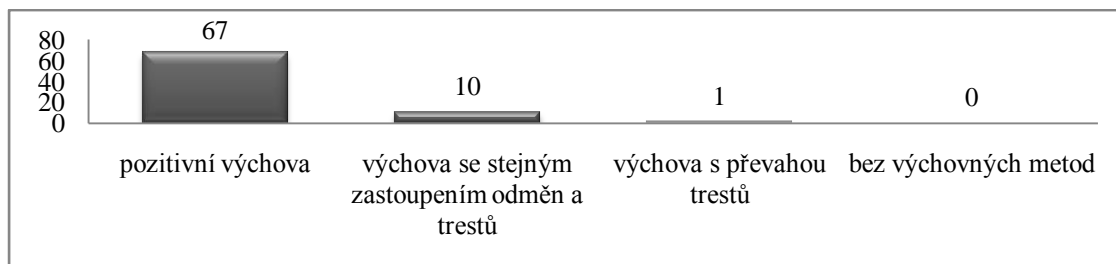 80
60
40
20
0
67
10
1
0
pozitivní výchova
výchova se stejným
zastoupením odměn a
trestů
výchova s převahou
trestů
bez výchovných metod